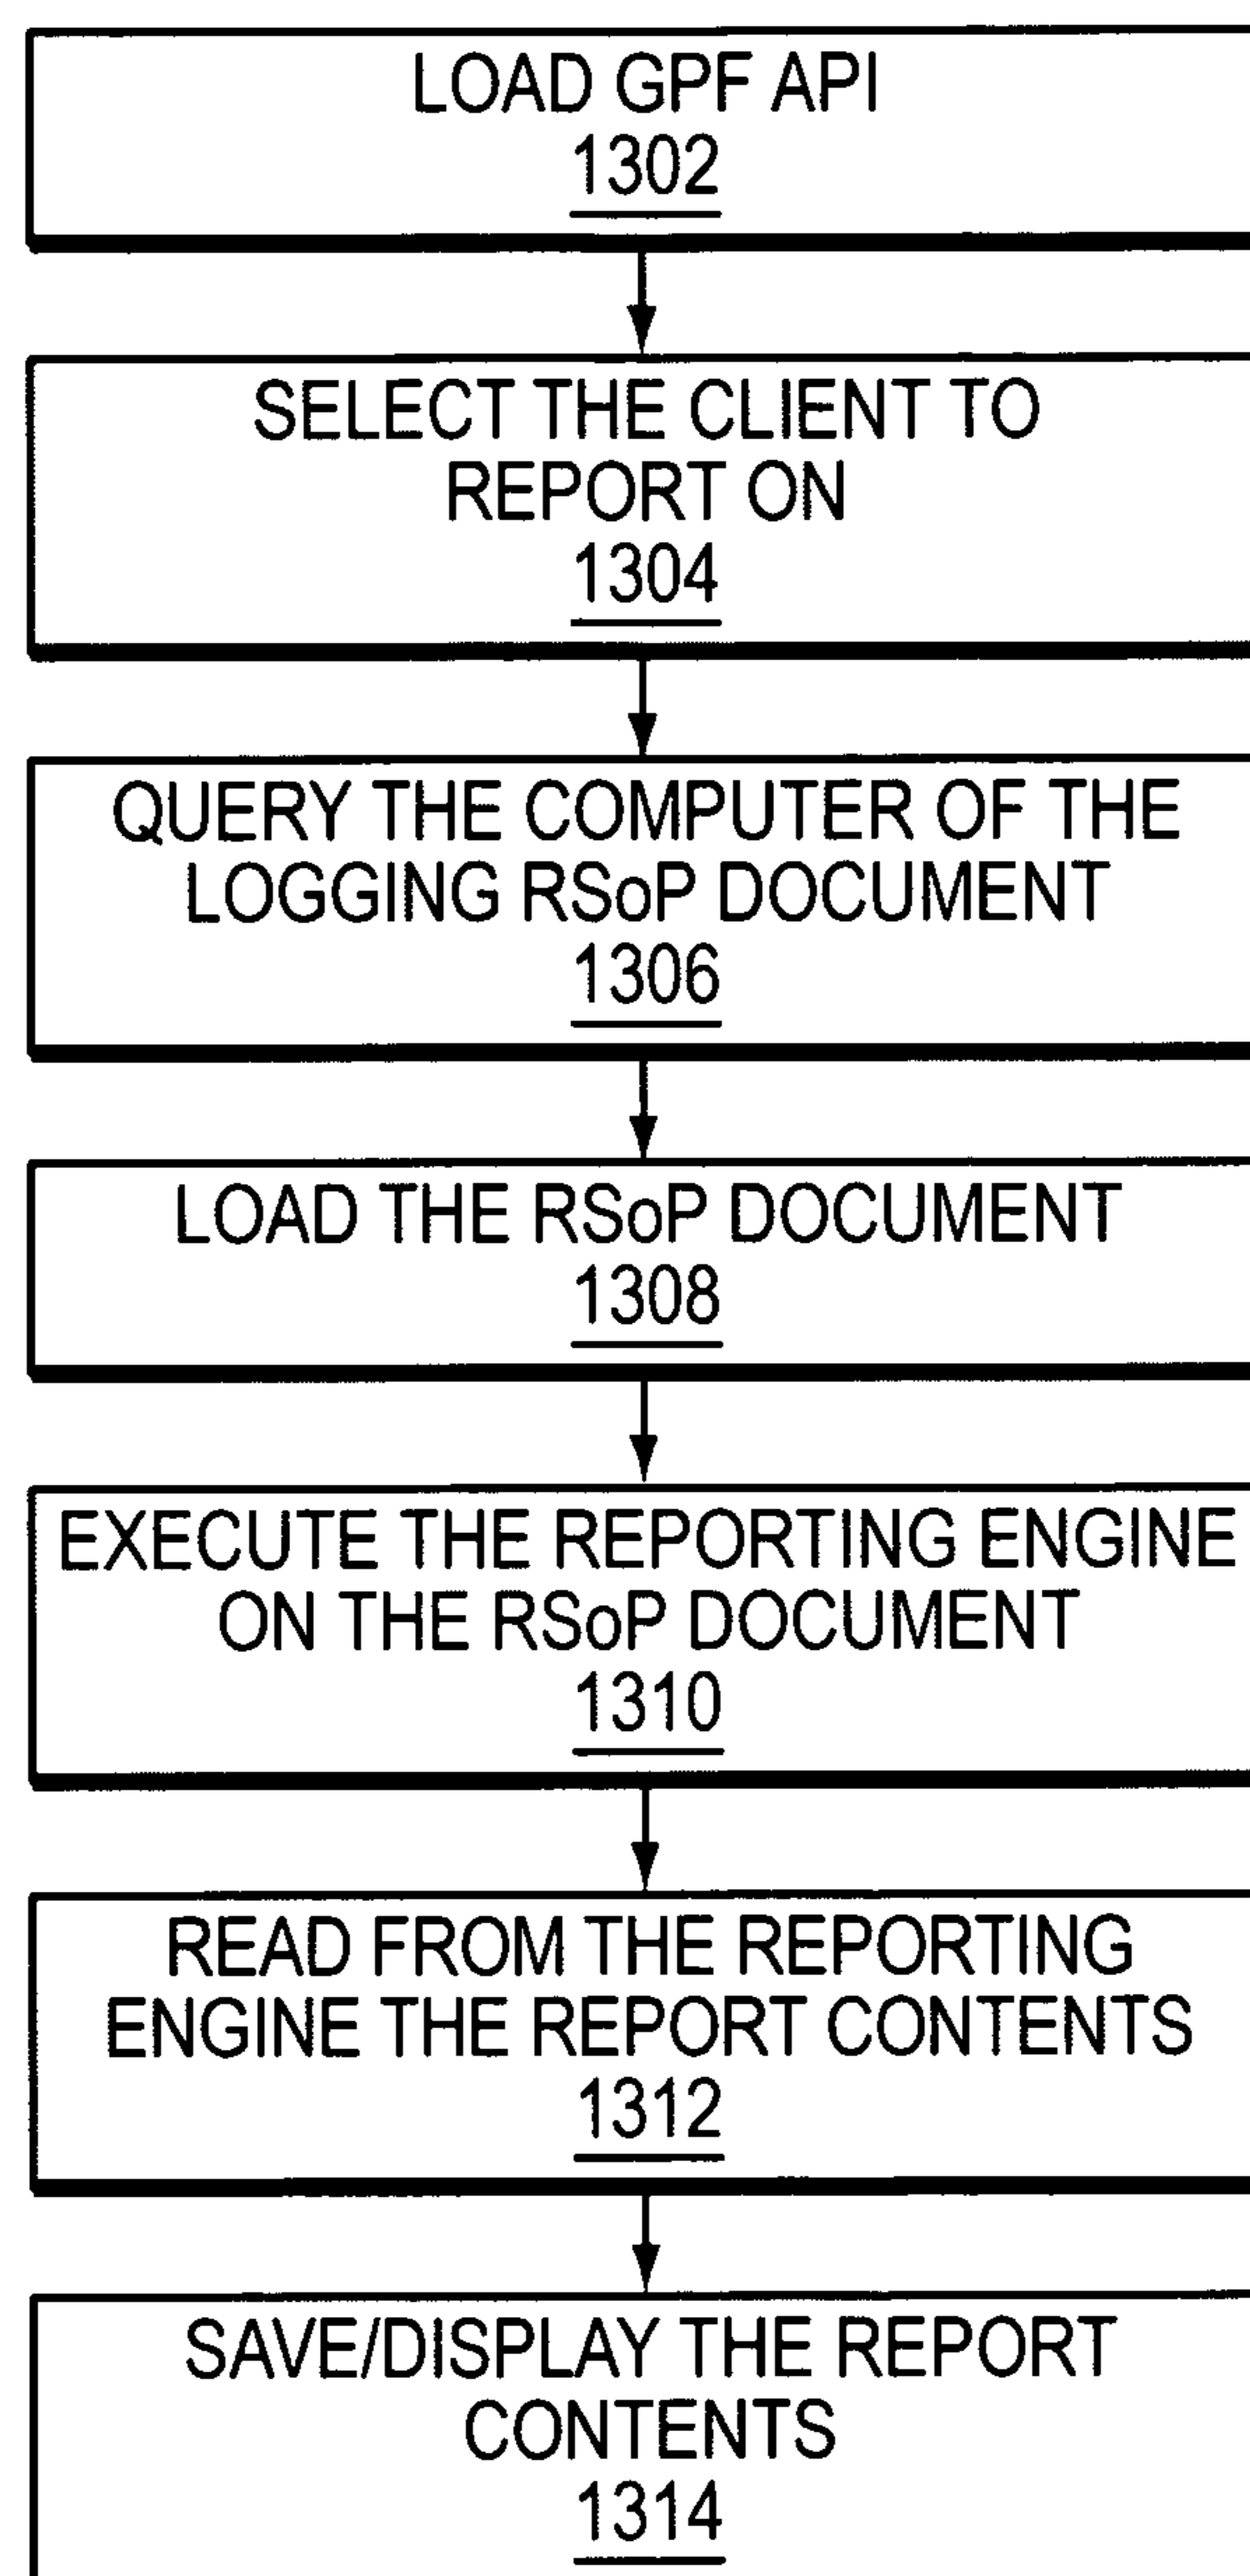 LOAD GPF API
1302
SELECT THE CLIENT TO
REPORT ON
1304
QUERY THE COMPUTER OF THE
LOGGING RSoP DOCUMENT
1306
LOAD THE RSoP DOCUMENT
1308
EXECUTE THE REPORTING ENGINE
ON THE RSoP DOCUMENT
1310
READ FROM THE REPORTING
ENGINE THE REPORT CONTENTS
1312
SAVE/DISPLAY THE REPORT
CONTENTS
1314